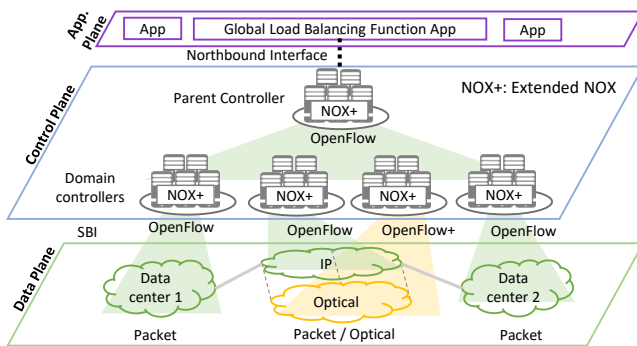 App. Plane
App
Global Load Balancing Function App
App
Northbound Interface
Control Plane
Parent Controller
NOX+
NOX+: Extended NOX
OpenFlow
Domain controllers
NOX+
NOX+
NOX+
NOX+
SBI
OpenFlow
OpenFlow
OpenFlow+
OpenFlow
Data Plane
Data center 1
IP
Optical
Data center 2
Packet
Packet / Optical
Packet